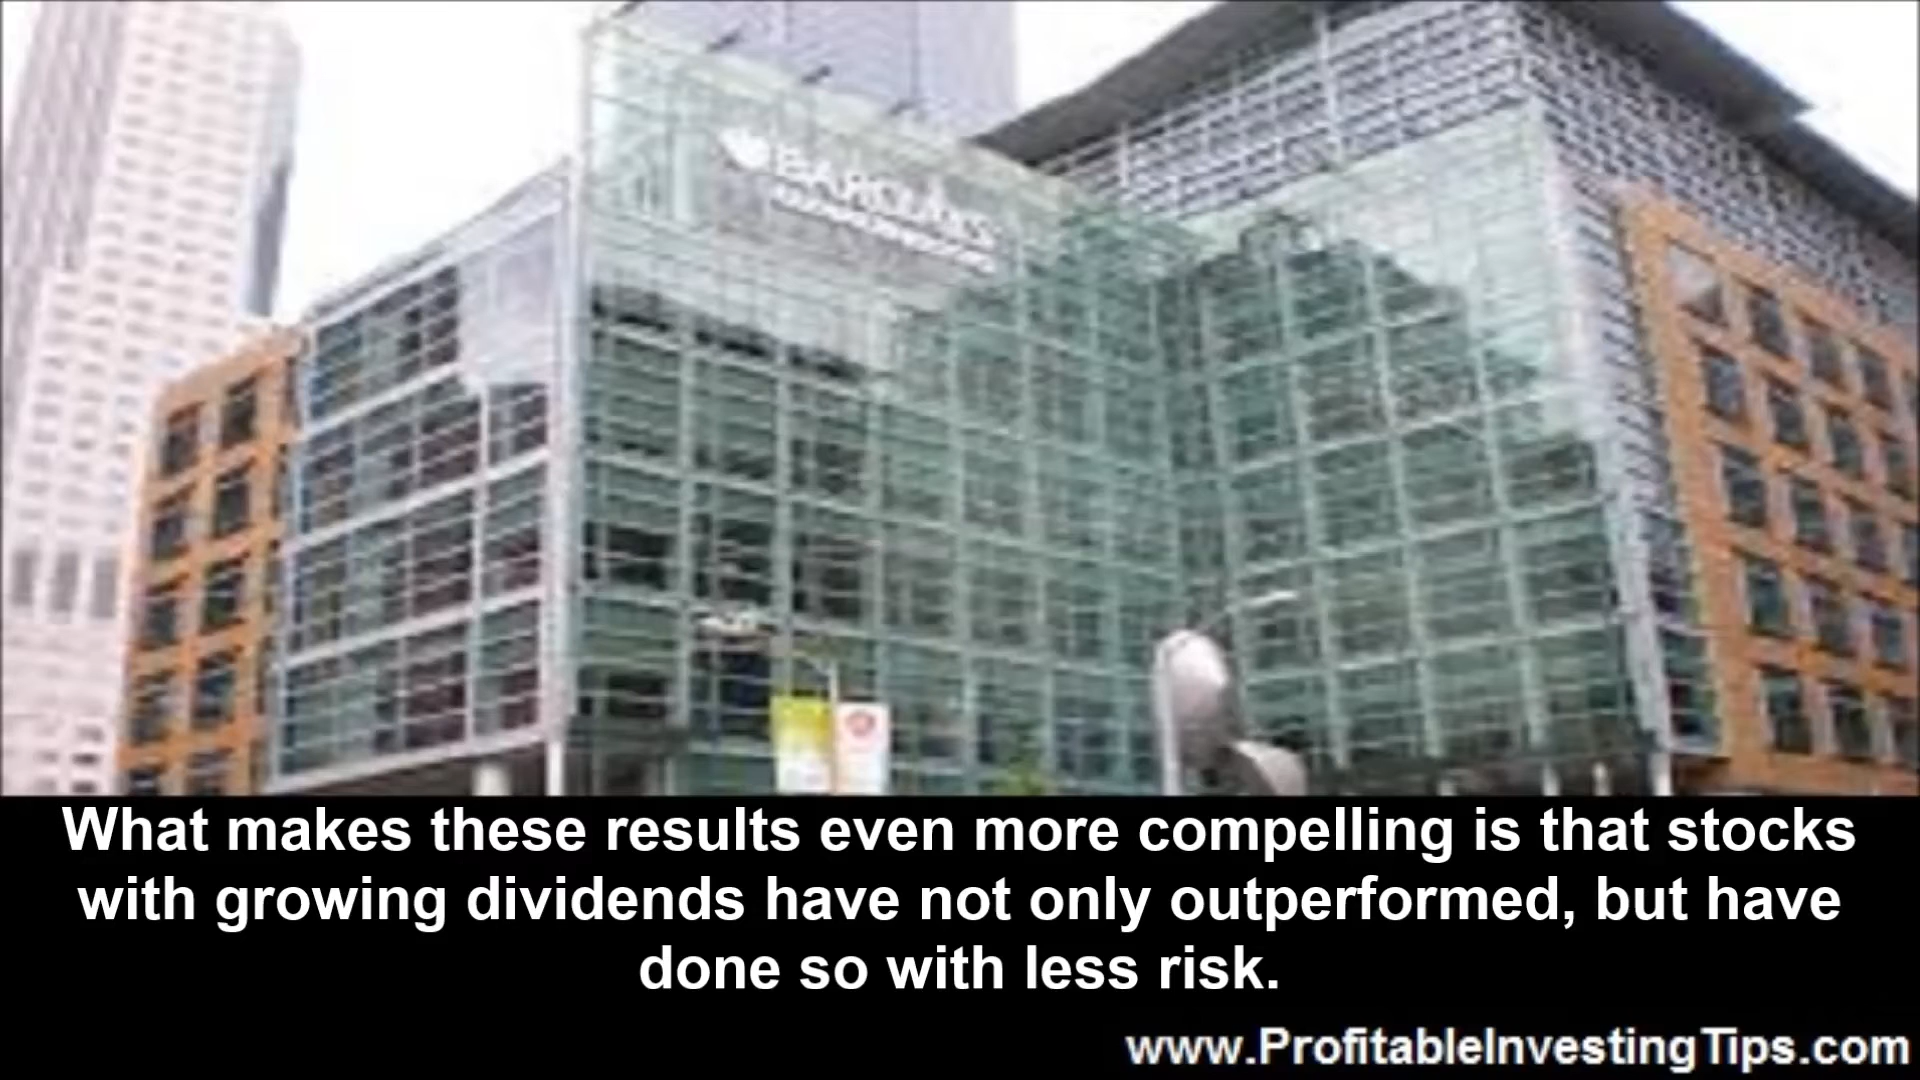 BARCLAYS
What makes these results even more compelling is that stocks
with growing dividends have not only outperformed, but have
done so with less risk.
www.ProfitableInvestingTips.com